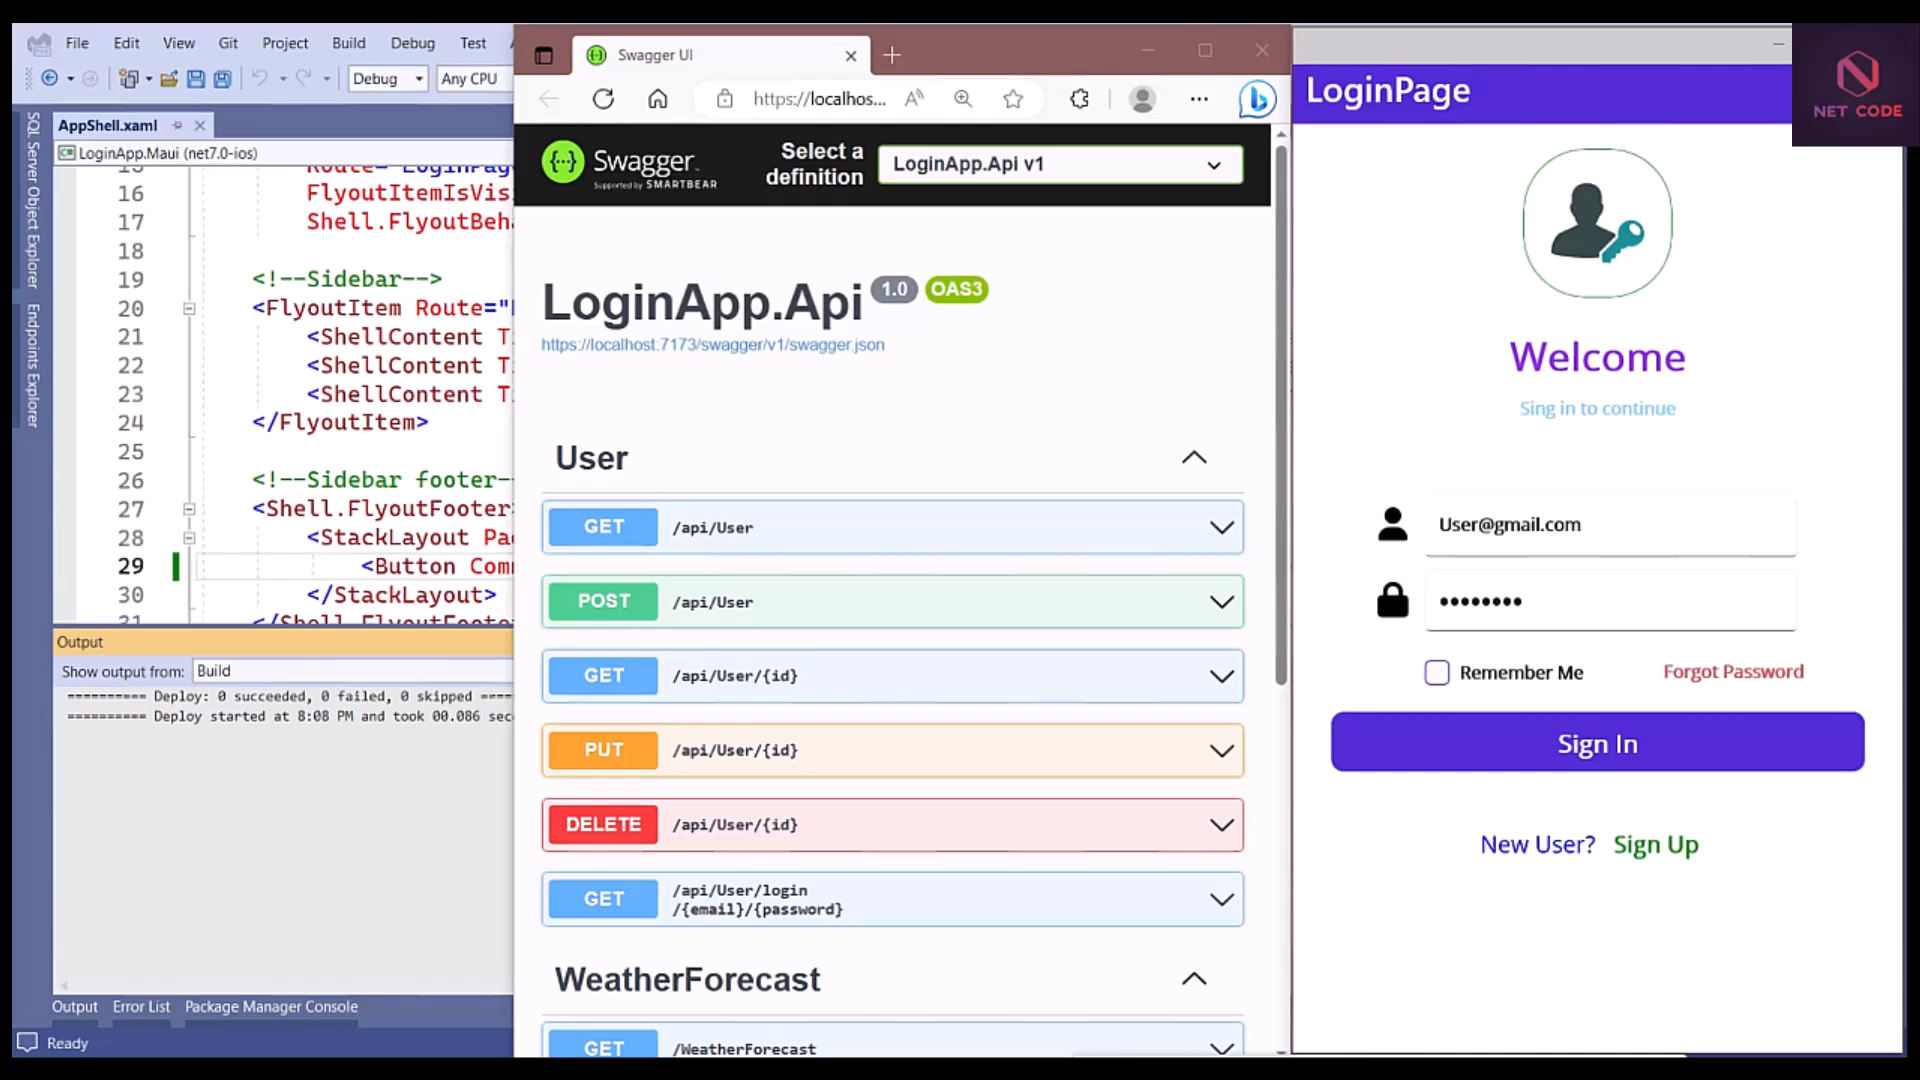 File Edit View Git Project Build Debug Test
Debug Any CPU
SQL Server Object Explorer
Endpoints Explorer
AppShell.xaml
LoginApp.Maui (net7.0-ios)
16 FlyoutItemIsVis
17 Shell.FlyoutBeh
18
19 <!--Sidebar-->
20 <FlyoutItem Route="
21 <ShellContent T
22 <ShellContent T
23 <ShellContent T
24 </FlyoutItem>
25
26 <!--Sidebar footer-
27 <Shell.FlyoutFooter
28 <StackLayout Pa
29 <Button Com
30 </StackLayout>
Output
Show output from: Build
========== Deploy: 0 succeeded, 0 failed, 0 skipped ====
========== Deploy started at 8:08 PM and took 00.086 sec
Output Error List Package Manager Console
Ready
Swagger UI
https://localhos...
Swagger
Supported by SMARTBEAR
Select a
definition
LoginApp.Api v1
LoginApp.Api 1.0 OAS3
https://localhost:7173/swagger/v1/swagger.json
User
GET /api/User
POST /api/User
GET /api/User/{id}
PUT /api/User/{id}
DELETE /api/User/{id}
GET /api/User/login
/{email}/{password}
WeatherForecast
GET /WeatherForecast
LoginPage
NET CODE
Welcome
Sing in to continue
User@gmail.com
Remember Me Forgot Password
Sign In
New User? Sign Up